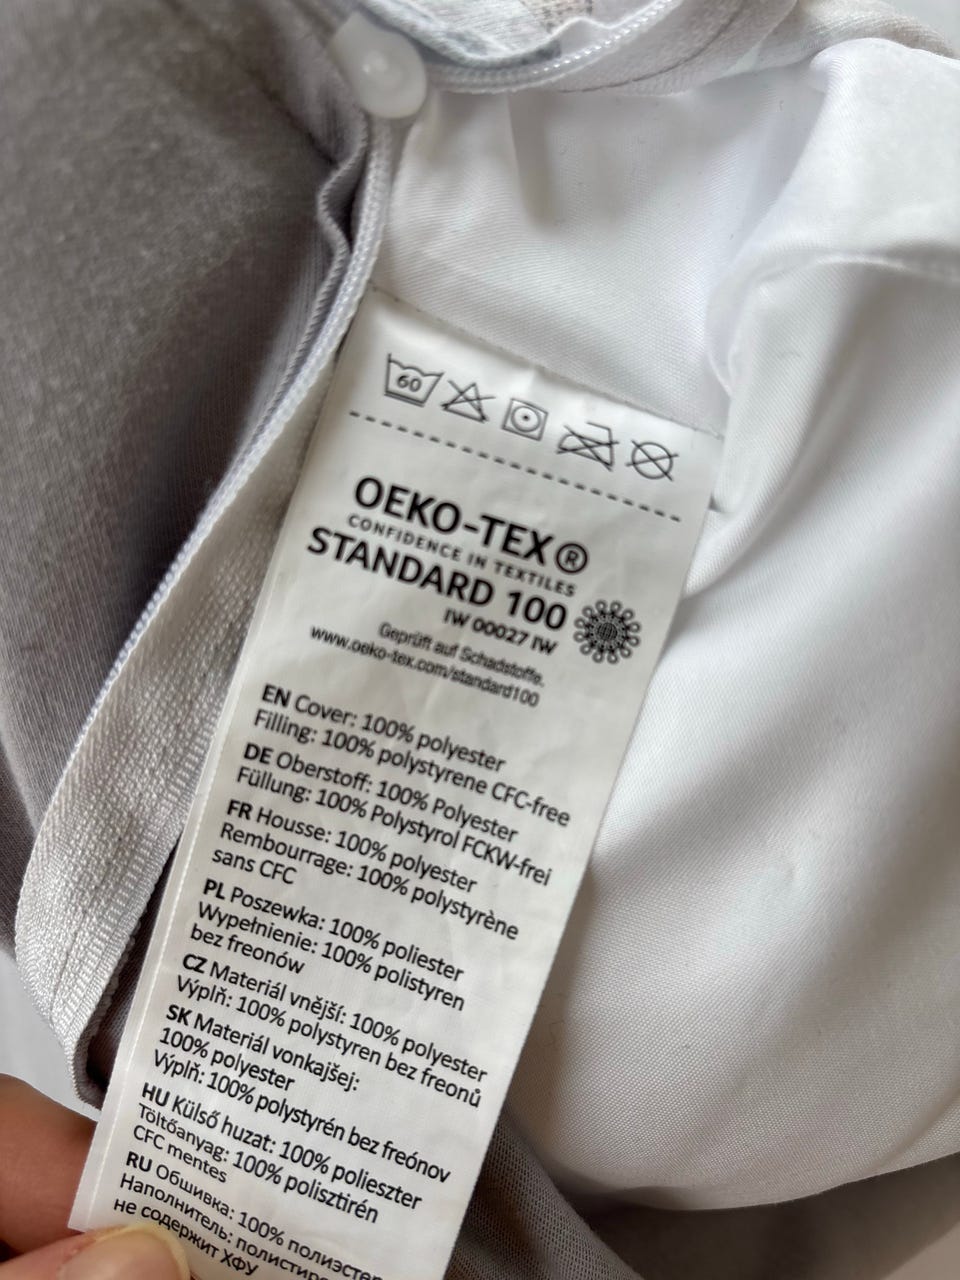 60
OEKO-TEX®
CONFIDENCE IN TEXTILES
STANDARD 100
IW 00027 IW
Geprüft auf Schadstoffe.
www.oeko-tex.com/standard100
EN Cover: 100% polyester
Filling: 100% polystyrene CFC-free
DE Oberstoff: 100% Polyester
Füllung: 100% Polystyrol FCKW-frei
FR Housse: 100% polyester
Rembourrage: 100% polystyrène
sans CFC
PL Poszewka: 100% poliester
Wypełnienie: 100% polistyren
bez freonów
CZ Materiál vnější: 100% polyester
Výplň: 100% polystyren bez freonů
SK Materiál vonkajšej:
100% polyester
Výplň: 100% polystyrén bez freónov
HU Külső huzat: 100% polieszter
Töltőanyag: 100% polisztirén
CFC mentes
RU Обшивка: 100% полиэстер
Наполнитель: полистиро
не содержит ХФУ